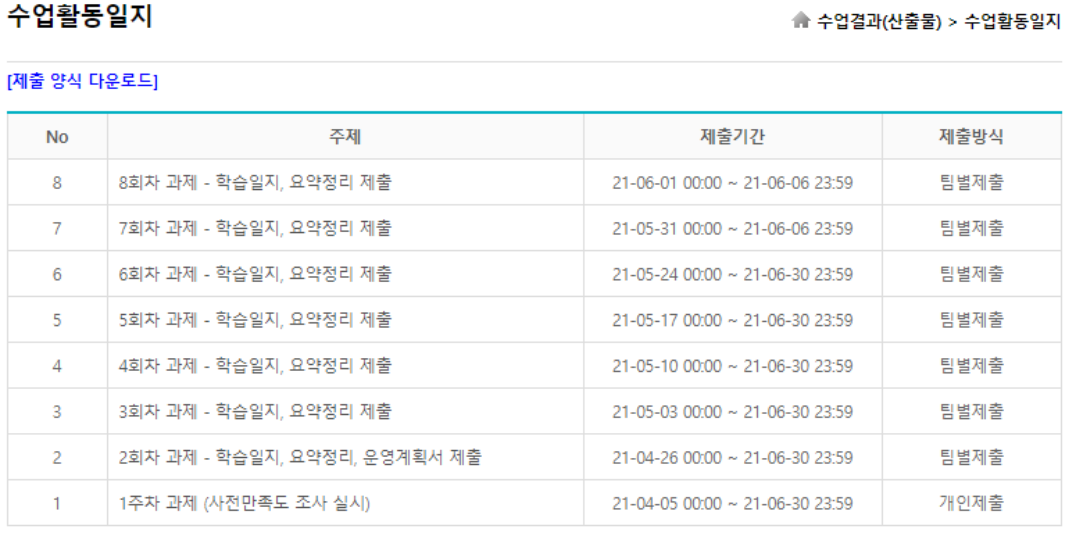 수업활동일지
수업결과(산출물) > 수업활동일지
[제출 양식 다운로드]
No 주제 제출기간 제출방식
8 8회차 과제 - 학습일지, 요약정리 제출 21-06-01 00:00 ~ 21-06-06 23:59 팀별제출
7 7회차 과제 - 학습일지, 요약정리 제출 21-05-31 00:00 ~ 21-06-06 23:59 팀별제출
6 6회차 과제 - 학습일지, 요약정리 제출 21-05-24 00:00 ~ 21-06-30 23:59 팀별제출
5 5회차 과제 - 학습일지, 요약정리 제출 21-05-17 00:00 ~ 21-06-30 23:59 팀별제출
4 4회차 과제 - 학습일지, 요약정리 제출 21-05-10 00:00 ~ 21-06-30 23:59 팀별제출
3 3회차 과제 - 학습일지, 요약정리 제출 21-05-03 00:00 ~ 21-06-30 23:59 팀별제출
2 2회차 과제 - 학습일지, 요약정리, 운영계획서 제출 21-04-26 00:00 ~ 21-06-30 23:59 팀별제출
1 1주차 과제 (사전만족도 조사 실시) 21-04-05 00:00 ~ 21-06-30 23:59 개인제출